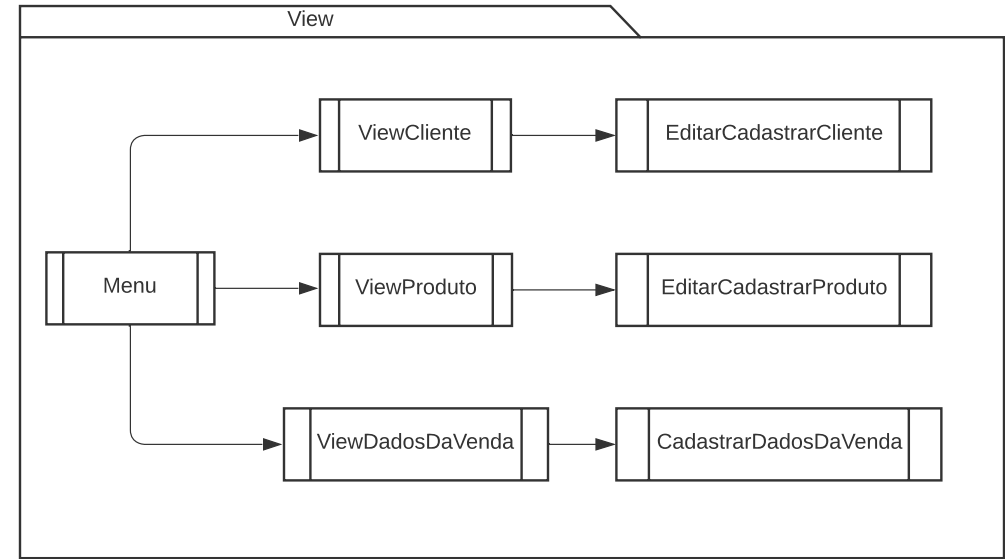 View
ViewCliente
EditarCadastrarCliente
Menu
ViewProduto
EditarCadastrarProduto
ViewDadosDaVenda
CadastrarDadosDaVenda